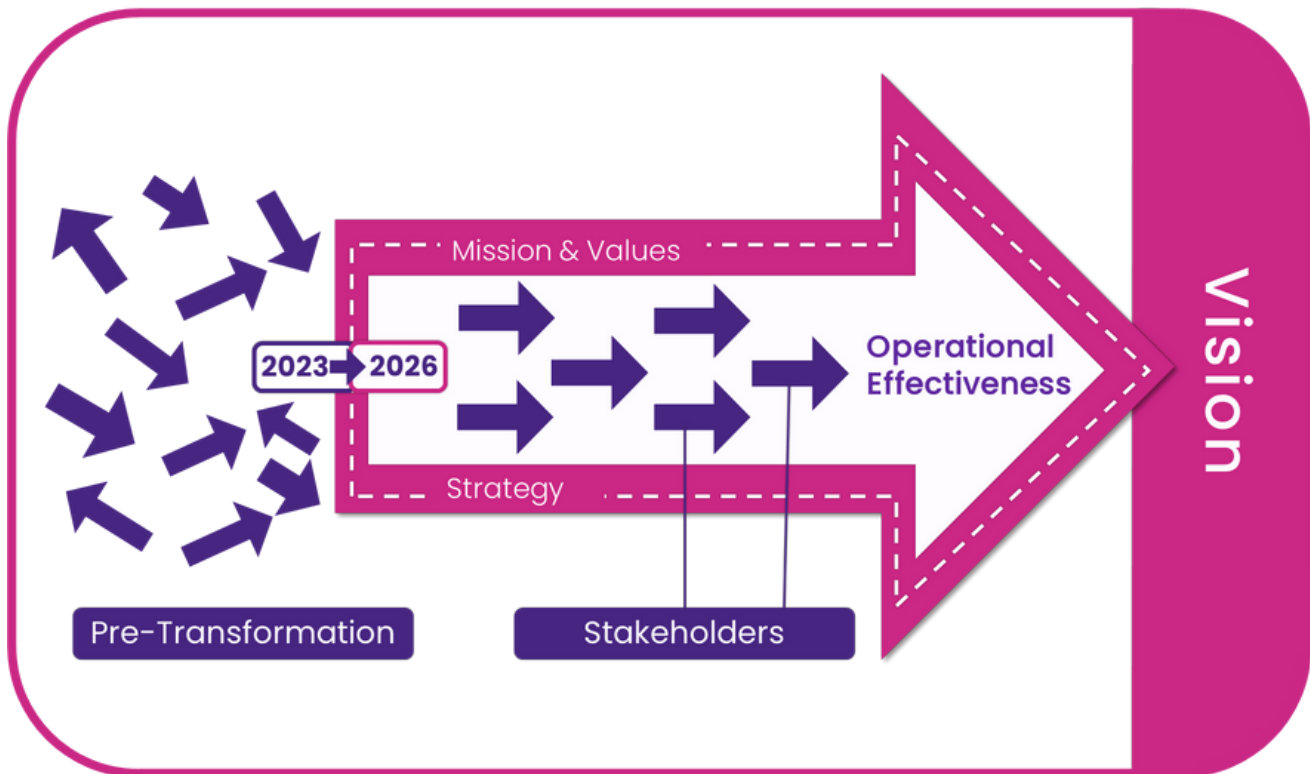 Mission & Values
2023 2026
Operational
Effectiveness
Strategy
Pre-Transformation
Stakeholders
Vision